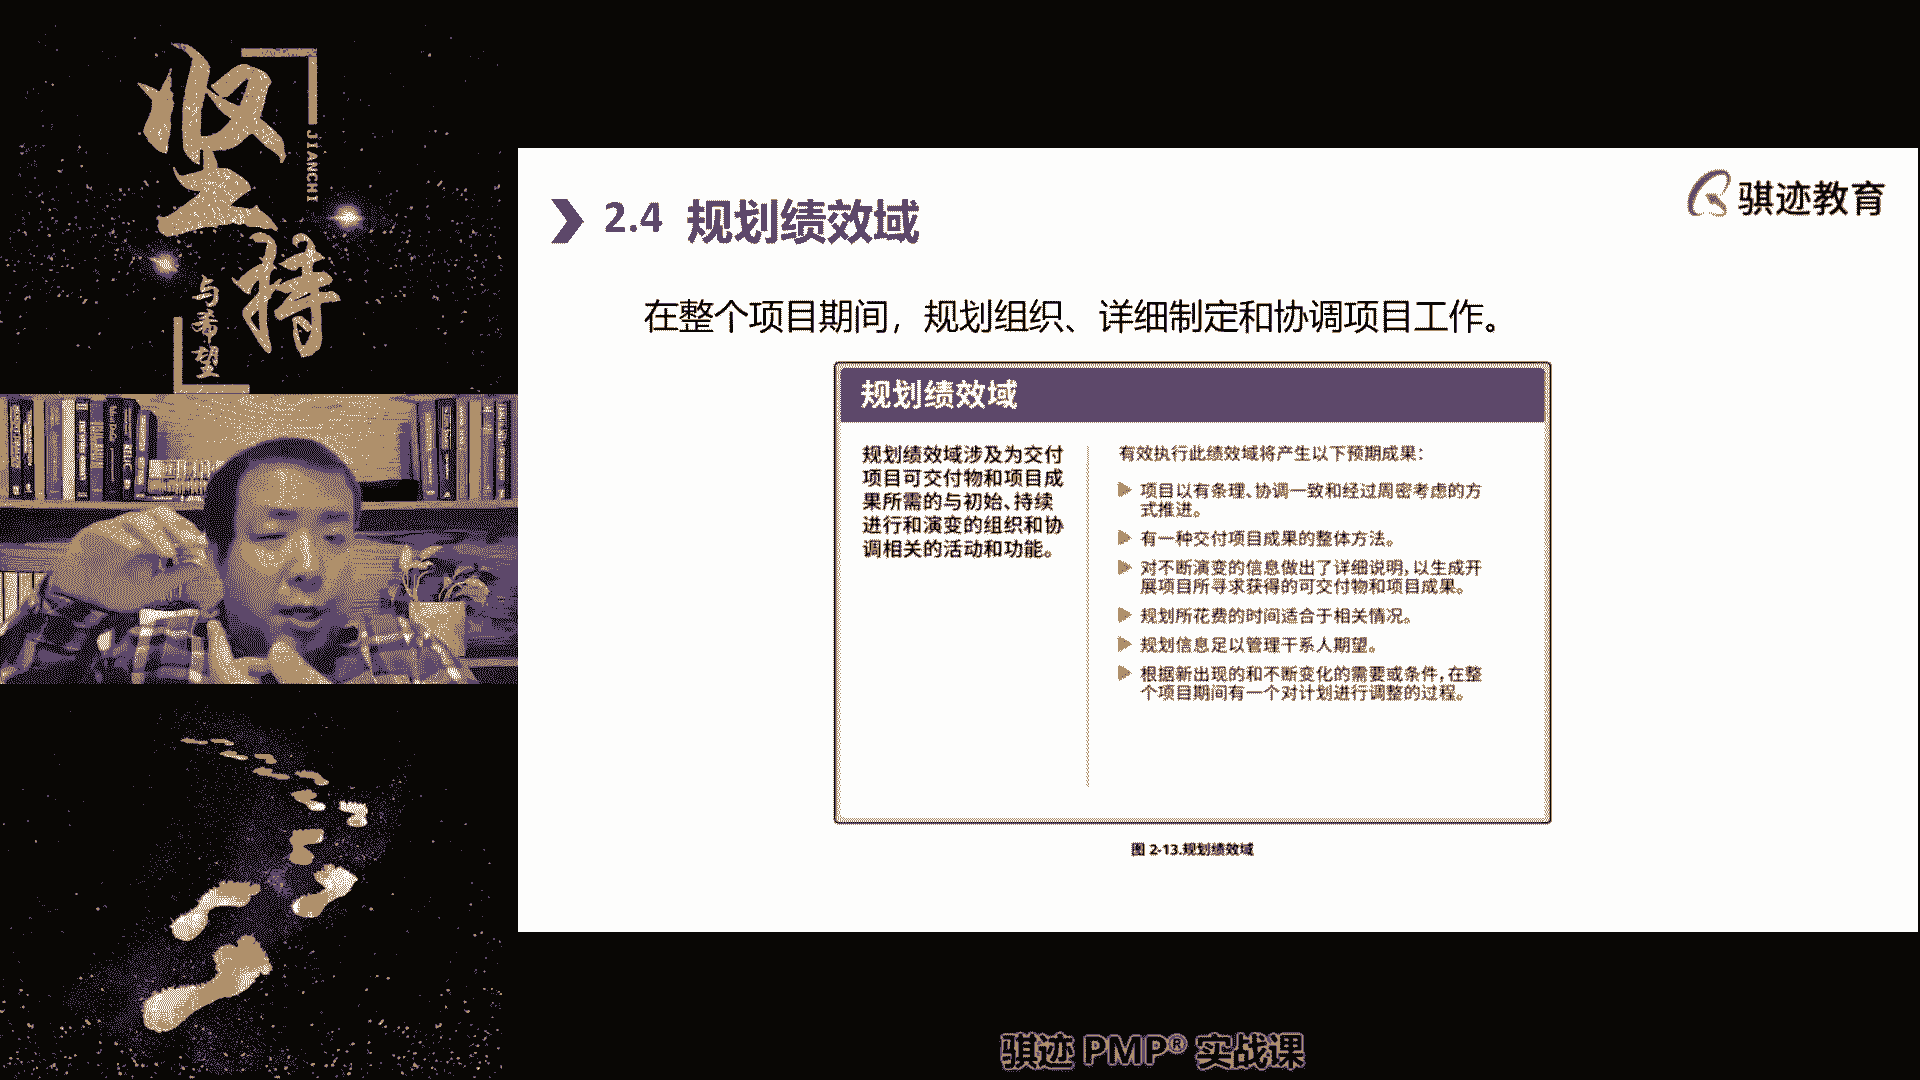 坚持
JIANCHI
与希望
2.4 规划绩效域
骐迹教育
在整个项目期间，规划组织、详细制定和协调项目工作。
规划绩效域
规划绩效域涉及为交付
项目可交付物和项目成
果所需的与初始、持续
进行和演变的组织和协
调相关的活动和功能。
有效执行此绩效域将产生以下预期成果：
项目以有条理、协调一致和经过周密考虑的方
式推进。
有一种交付项目成果的整体方法。
对不断演变的信息做出了详细说明，以生成开
展项目所寻求获得的可交付物和项目成果。
规划所花费的时间适合于相关情况。
规划信息足以管理干系人期望。
根据新出现的和不断变化的需要或条件，在整
个项目期间有一个对计划进行调整的过程。
图 2-13.规划绩效域
骐迹 PMP® 实战课